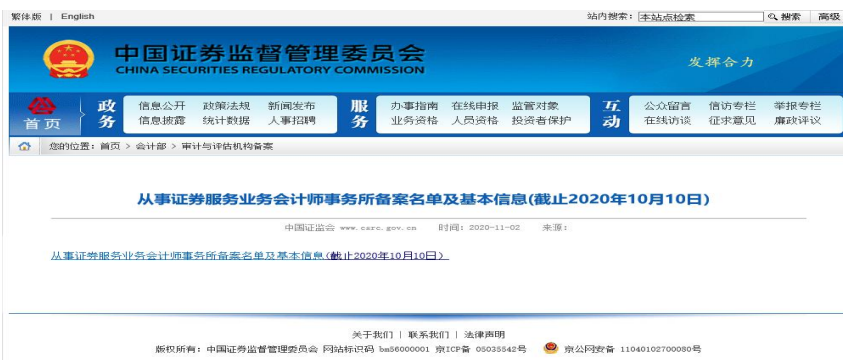 繁体版 | English 站内搜索: 本站点检索 搜索 高级
中国证券监督管理委员会
CHINA SECURITIES REGULATORY COMMISSION
发挥合力
首页
政务
信息公开 政策法规 新闻发布
信息披露 统计数据 人事招聘
服务
办事指南 在线申报 监管对象
业务资格 人员资格 投资者保护
互动
公众留言 信访专栏 举报专栏
在线访谈 征求意见 廉政评议
您的位置: 首页 > 会计部 > 审计与评估机构备案
从事证券服务业务会计师事务所备案名单及基本信息(截止2020年10月10日)
中国证监会 www.csrc.gov.cn 时间: 2020-11-02 来源:
从事证券服务业务会计师事务所备案名单及基本信息(截止2020年10月10日)
关于我们 | 联系我们 | 法律声明
版权所有: 中国证券监督管理委员会 网站标识码 bm56000001 京ICP备 05035542号 京公网安备 11040102700080号